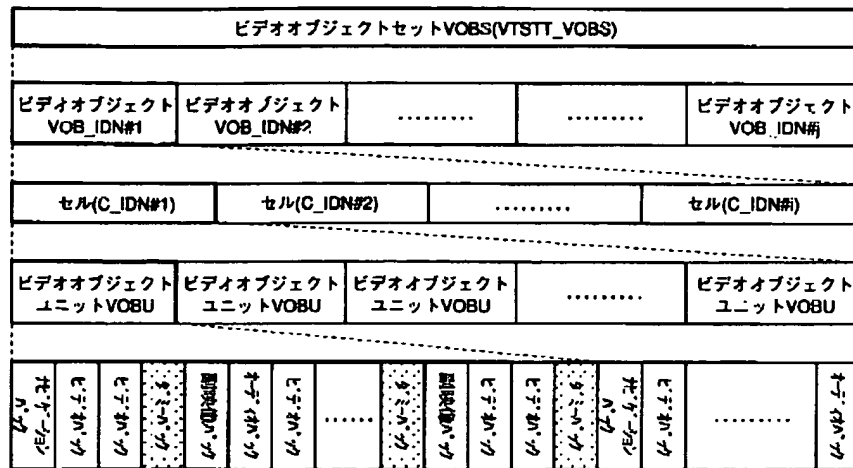 ビデオオブジェクトセットVOBS(VTSTT_VOBS)
ビデオオブジェクト
VOB_IDN#1
ビデオオブジェクト
VOB_IDN#2
………
………
ビデオオブジェクト
VOB_IDN#j
セル(C_IDN#1)
セル(C_IDN#2)
………
セル(C_IDN#i)
ビデオオブジェクト
ユニットVOBU
ビデオオブジェクト
ユニットVOBU
ビデオオブジェクト
ユニットVOBU
………
ビデオオブジェクト
ユニットVOBU
ナビゲーション
パック
ビデオパック
ビデオパック
ダミーパック
副映像パック
オーディオパック
ビデオパック
……
ダミーパック
副映像パック
ビデオパック
ビデオパック
ダミーパック
ナビゲーション
パック
ビデオパック
………
オーディオパック